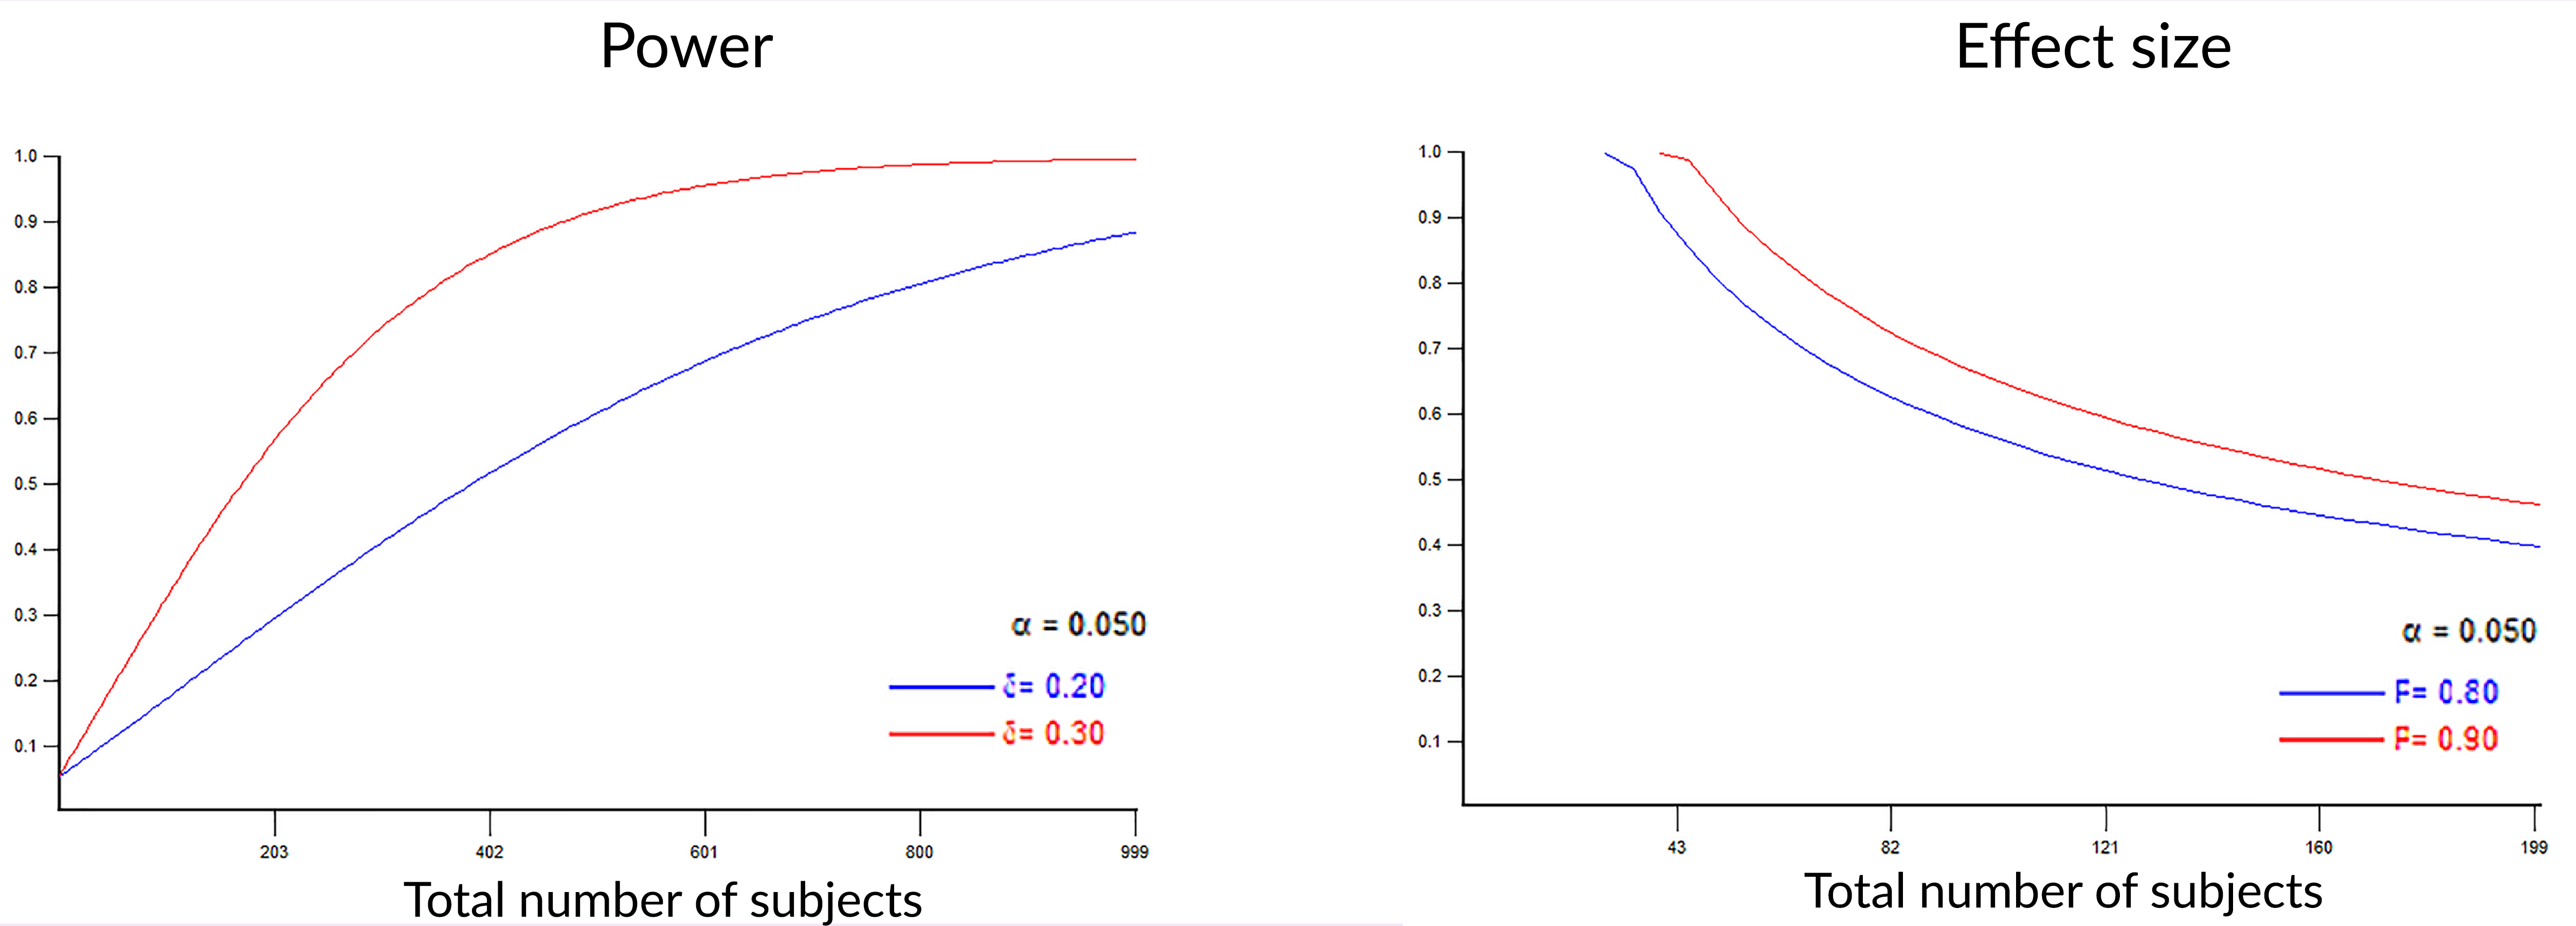 Power
1.0
0.9
0.8
0.7
0.6
0.5
0.4
0.3
0.2
0.1
α = 0.050
δ= 0.20
δ= 0.30
203 402 601 800 999
Total number of subjects
Effect size
1.0
0.9
0.8
0.7
0.6
0.5
0.4
0.3
0.2
0.1
α = 0.050
P= 0.80
P= 0.90
43 82 121 160 199
Total number of subjects